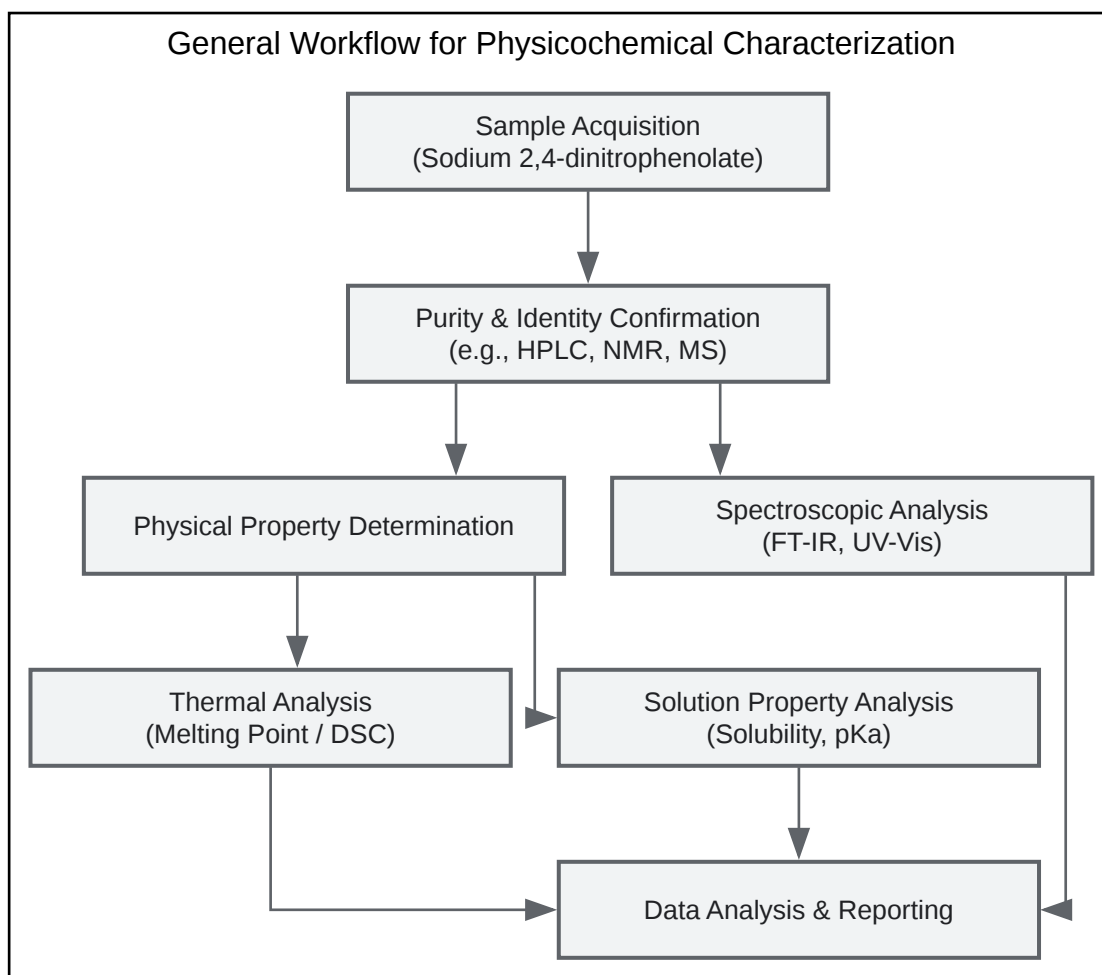 General Workflow for Physicochemical Characterization
Sample Acquisition
(Sodium 2,4-dinitrophenolate)
Purity & Identity Confirmation
(e.g., HPLC, NMR, MS)
Physical Property Determination
Spectroscopic Analysis
(FT-IR, UV-Vis)
Thermal Analysis
(Melting Point / DSC)
Solution Property Analysis
(Solubility, pKa)
Data Analysis & Reporting